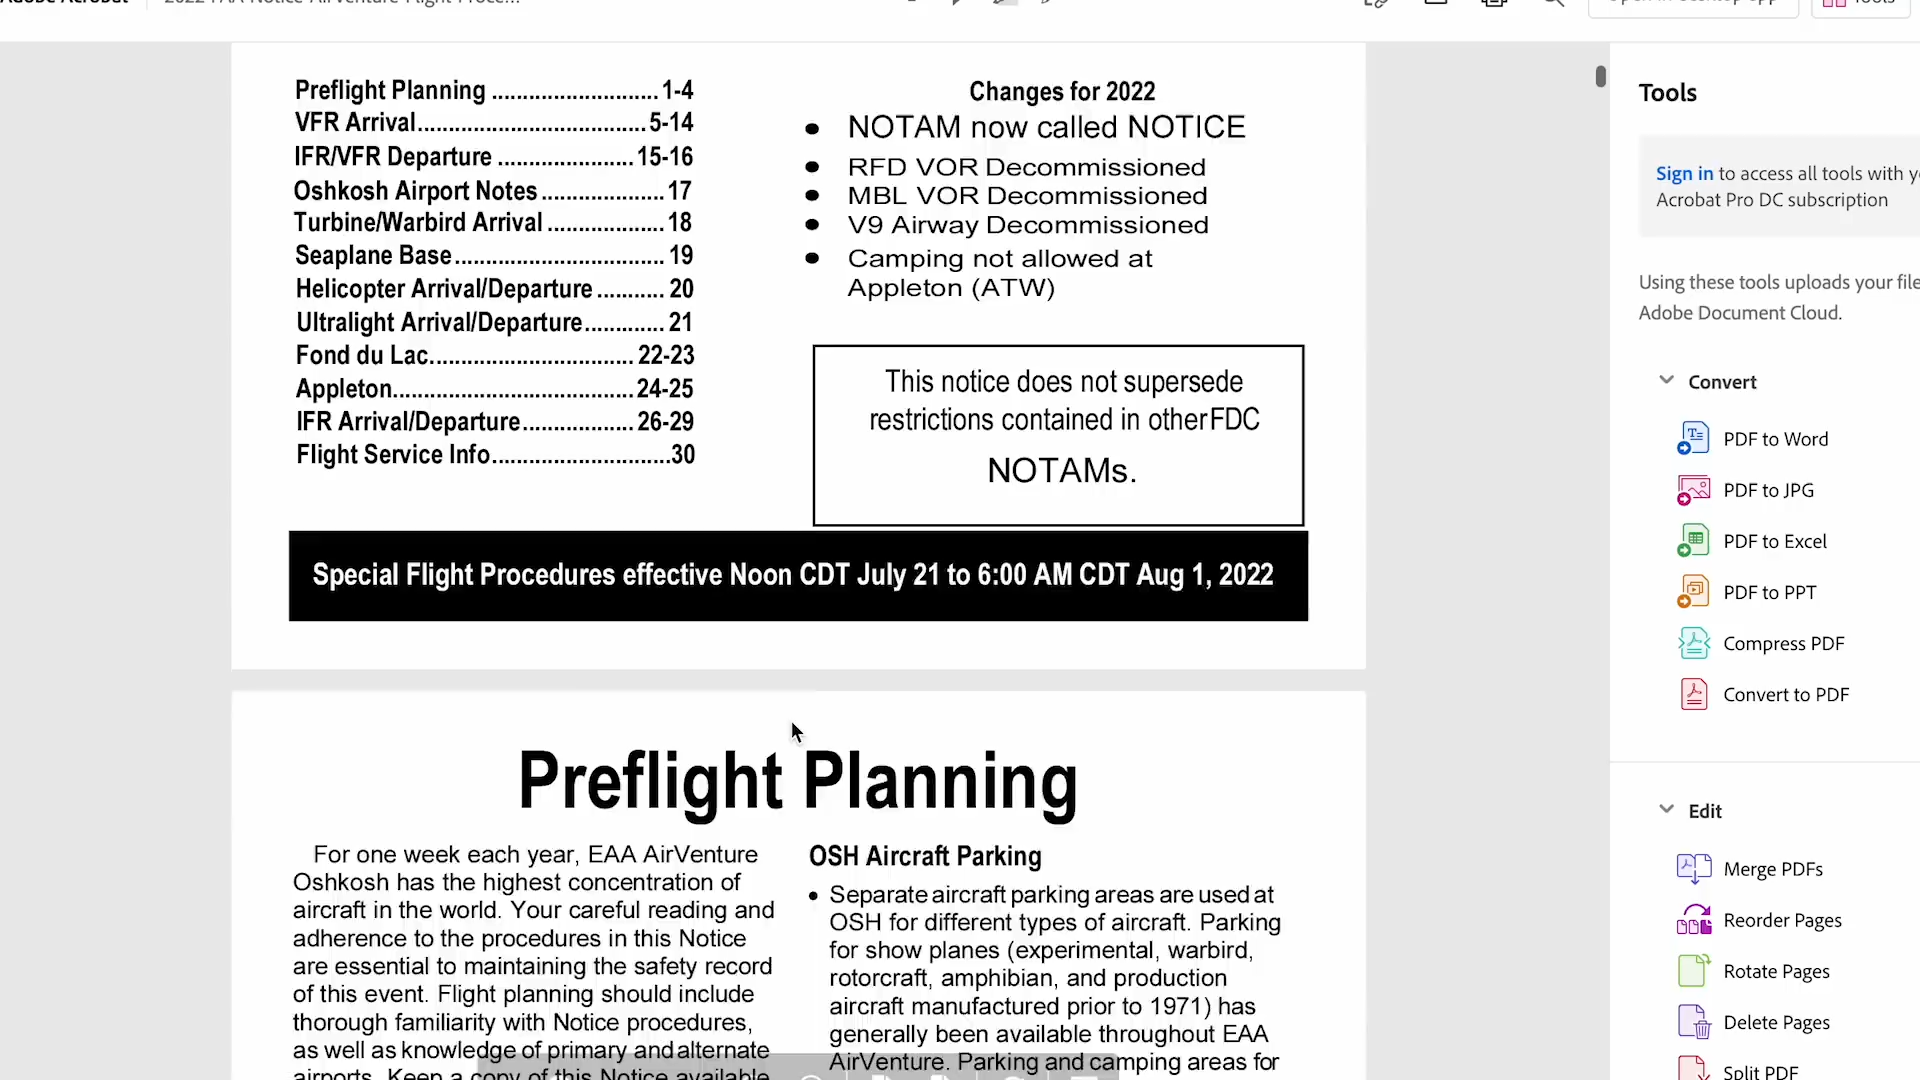 Preflight Planning ..........................1-4
VFR Arrival.....................................5-14
IFR/VFR Departure ......................15-16
Oshkosh Airport Notes ....................17
Turbine/Warbird Arrival ...................18
Seaplane Base..................................19
Helicopter Arrival/Departure........... 20
Ultralight Arrival/Departure............. 21
Fond du Lac................................. 22-23
Appleton.......................................24-25
IFR Arrival/Departure.................. 26-29
Flight Service Info.............................30
Changes for 2022
● NOTAM now called NOTICE
● RFD VOR Decommissioned
● MBL VOR Decommissioned
● V9 Airway Decommissioned
● Camping not allowed at
Appleton (ATW)
This notice does not supersede
restrictions contained in other FDC
NOTAMs.
Special Flight Procedures effective Noon CDT July 21 to 6:00 AM CDT Aug 1, 2022
Preflight Planning
For one week each year, EAA AirVenture
Oshkosh has the highest concentration of
aircraft in the world. Your careful reading and
adherence to the procedures in this Notice
are essential to maintaining the safety record
of this event. Flight planning should include
thorough familiarity with Notice procedures,
as well as knowledge of primary and alternate
airports. Keep a copy of this Notice available
OSH Aircraft Parking
• Separate aircraft parking areas are used at
OSH for different types of aircraft. Parking
for show planes (experimental, warbird,
rotorcraft, amphibian, and production
aircraft manufactured prior to 1971) has
generally been available throughout EAA
AirVenture. Parking and camping areas for
Tools
Sign in to access all tools with
Acrobat Pro DC subscription
Using these tools uploads your
Adobe Document Cloud.
Convert
PDF to Word
PDF to JPG
PDF to Excel
PDF to PPT
Compress PDF
Convert to PDF
Edit
Merge PDFs
Reorder Pages
Rotate Pages
Delete Pages
Split PDF